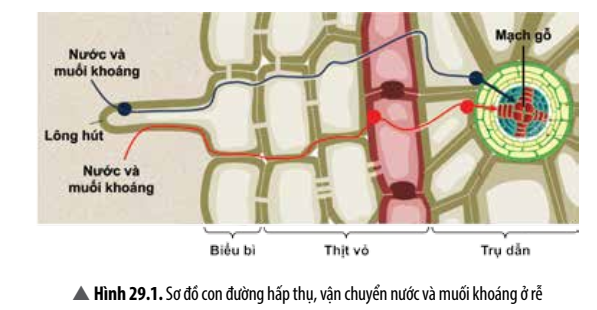 Mạch gỗ
Nước và
muối khoáng
Lông hút
Nước và
muối khoáng
Biểu bì
Thịt vỏ
Trụ dẫn
▲ Hình 29.1. Sơ đồ con đường hấp thụ, vận chuyển nước và muối khoáng ở rễ